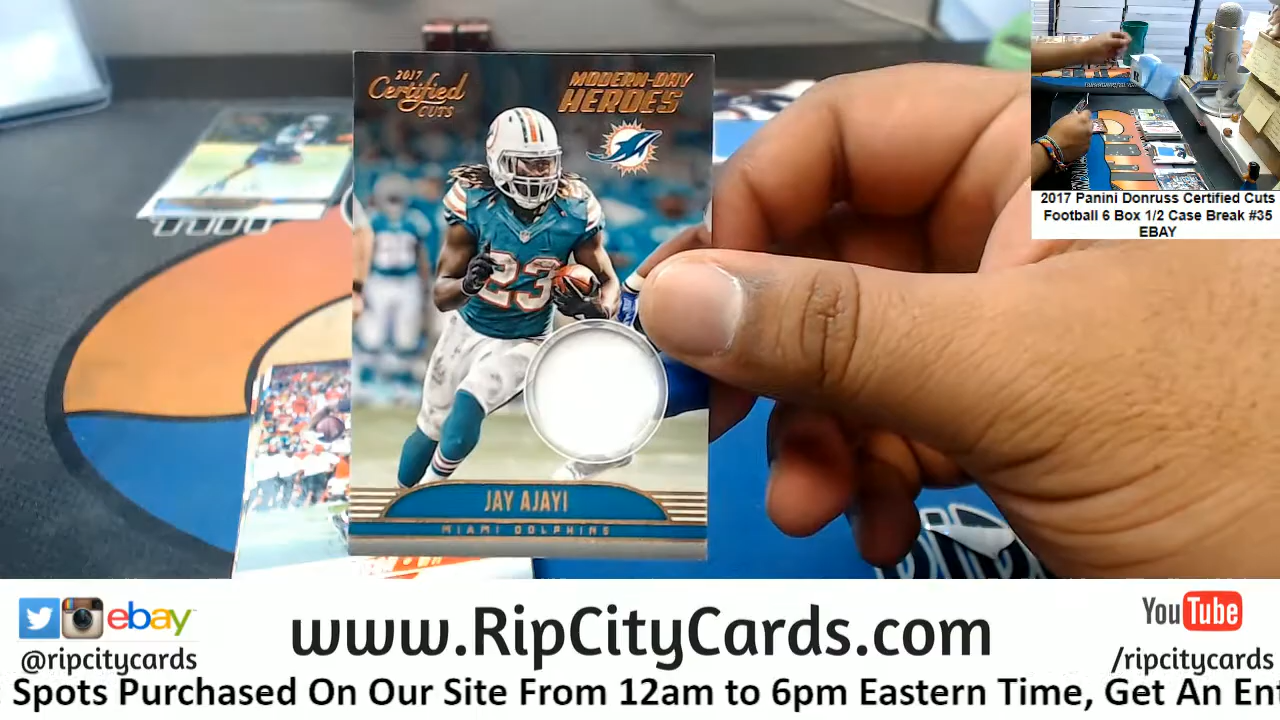 2017
Certified
CUTS
MODERN-DAY
HEROES
23
JAY AJAYI
MIAMI DOLPHINS
2017 Panini Donruss Certified Cuts
Football 6 Box 1/2 Case Break #35
EBAY
ebay
@ripcitycards
www.RipCityCards.com
YouTube
/ripcitycards
Spots Purchased On Our Site From 12am to 6pm Eastern Time, Get An